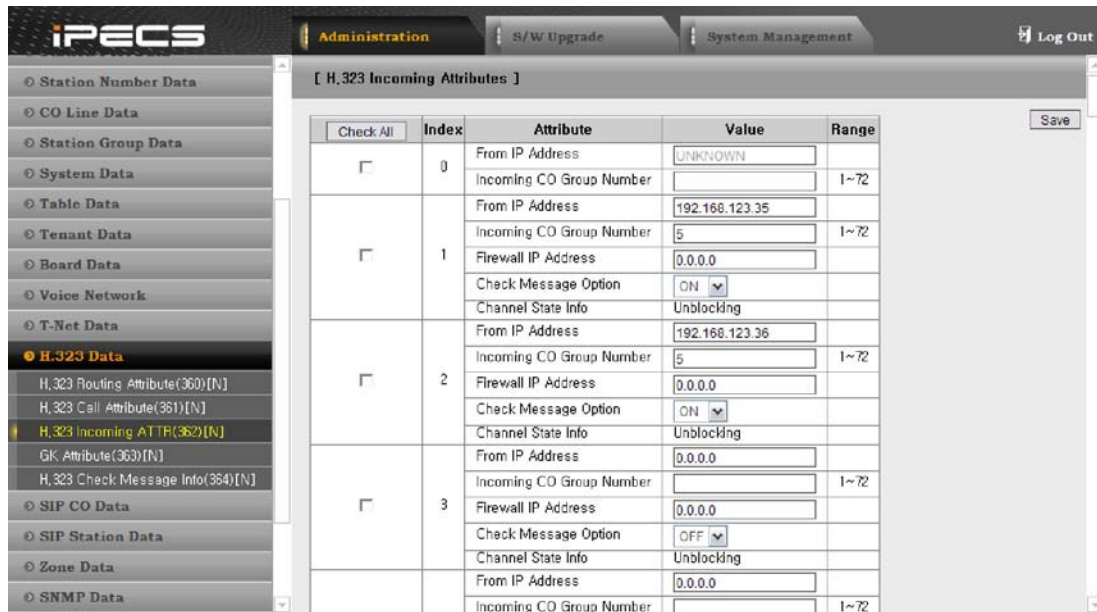 iPECS
Administration
S/W Upgrade
System Management
Log Out
Station Number Data
CO Line Data
Station Group Data
System Data
Table Data
Tenant Data
Board Data
Voice Network
T-Net Data
H.323 Data
H,323 Routing Attribute(360)[N]
H,323 Call Attribute(361)[N]
H,323 Incoming ATTR(362)[N]
GK Attribute(363)[N]
H,323 Check Message Info(364)[N]
SIP CO Data
SIP Station Data
Zone Data
SNMP Data
[ H,323 Incoming Attributes ]
Save
Check All Index Attribute Value Range
0
From IP Address UNKNOWN
Incoming CO Group Number 1~72
1
From IP Address 192.168.123.35
Incoming CO Group Number 5 1~72
Firewall IP Address 0.0.0.0
Check Message Option ON
Channel State Info Unblocking
2
From IP Address 192.168.123.36
Incoming CO Group Number 5 1~72
Firewall IP Address 0.0.0.0
Check Message Option ON
Channel State Info Unblocking
3
From IP Address 0.0.0.0
Incoming CO Group Number 1~72
Firewall IP Address 0.0.0.0
Check Message Option OFF
Channel State Info Unblocking
From IP Address 0.0.0.0
Incoming CO Group Number 1~72